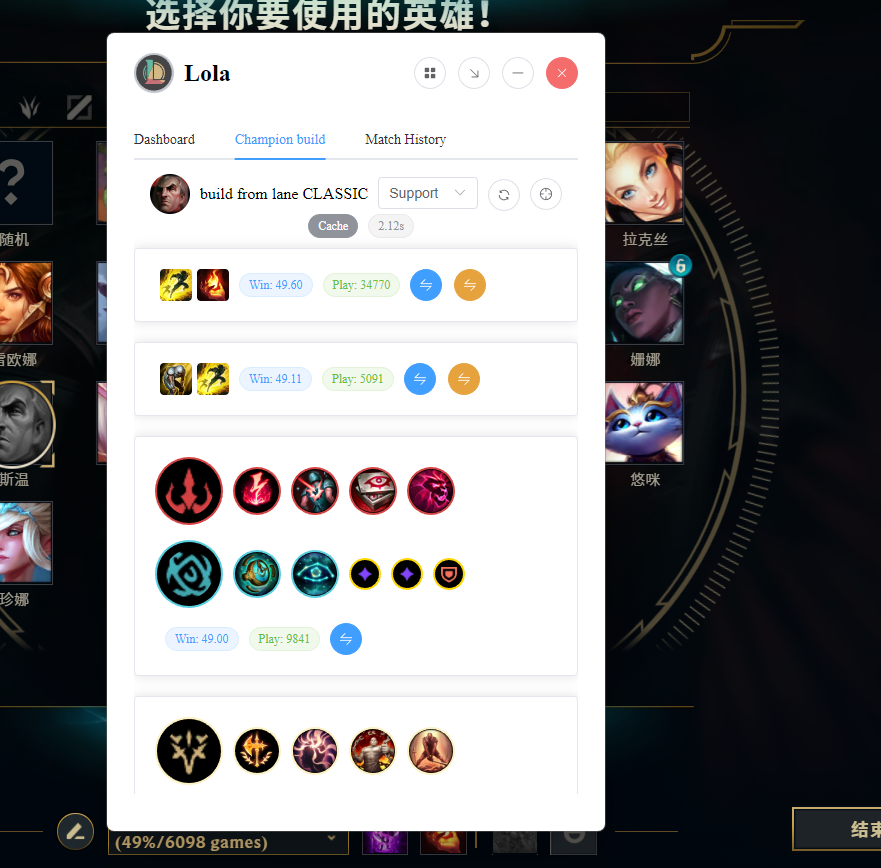 选择你要使用的英雄!
Lola
Dashboard
Champion build
Match History
build from lane CLASSIC
Support
Cache
2.12s
Win: 49.60
Play: 34770
Win: 49.11
Play: 5091
Win: 49.00
Play: 9841
?
随机
拉克丝
6
雷欧娜
娜美
斯温
悠咪
珍娜
(49%/6098 games)
结束